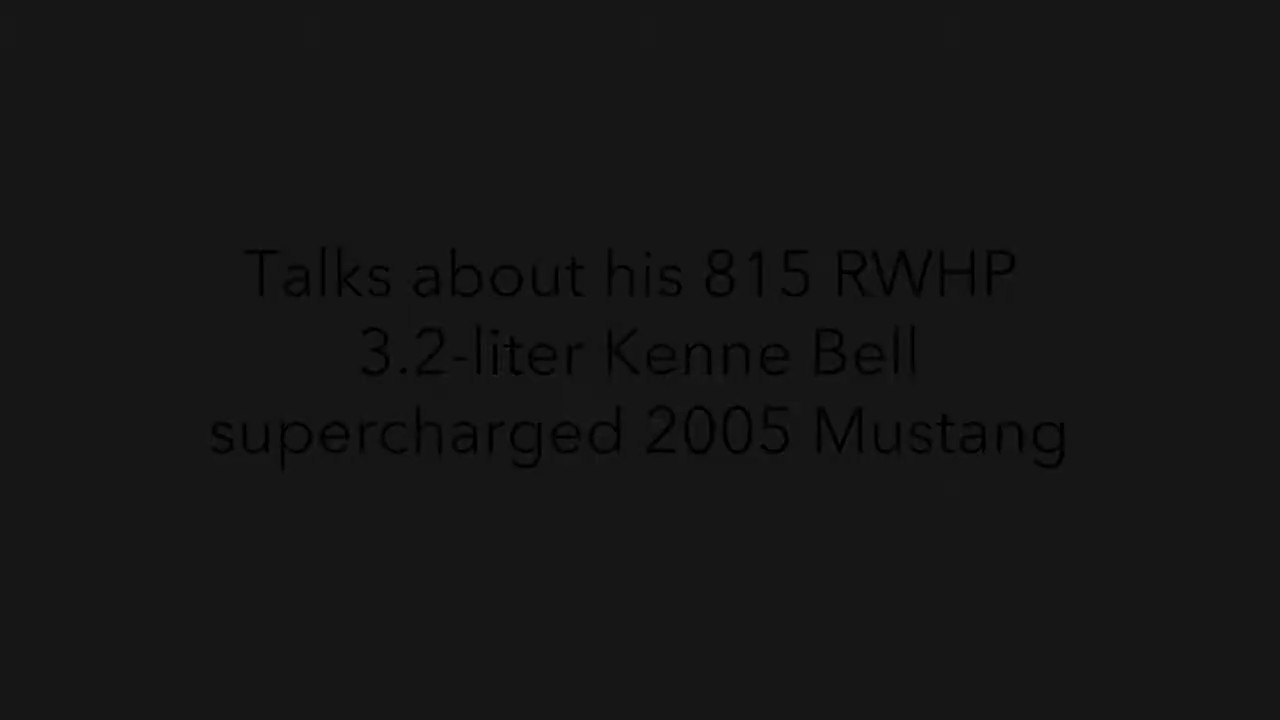 Talks about his 815 RWHP
3.2-liter Kenne Bell
supercharged 2005 Mustang